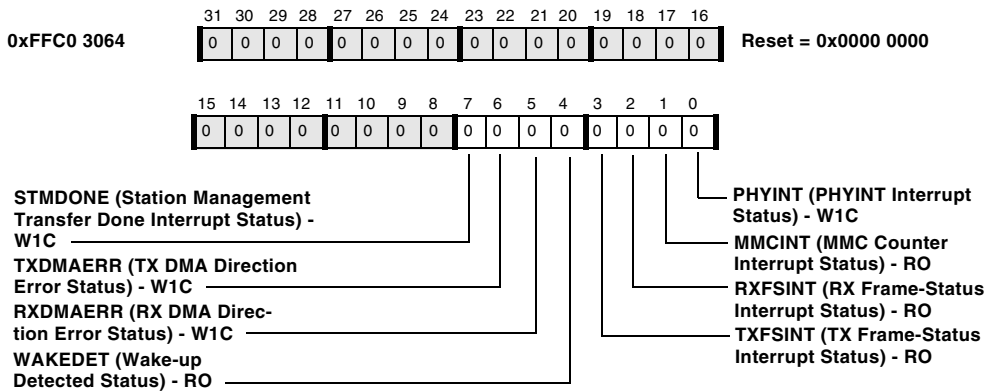 31 30 29 28 27 26 25 24 23 22 21 20 19 18 17 16
0xFFC0 3064
0 0 0 0 0 0 0 0 0 0 0 0 0 0 0 0
Reset = 0x0000 0000
15 14 13 12 11 10 9 8 7 6 5 4 3 2 1 0
0 0 0 0 0 0 0 0 0 0 0 0 0 0 0 0
STMDONE (Station Management
Transfer Done Interrupt Status) -
W1C
TXDMAERR (TX DMA Direction
Error Status) - W1C
RXDMAERR (RX DMA Direc-
tion Error Status) - W1C
WAKEDET (Wake-up
Detected Status) - RO
PHYINT (PHYINT Interrupt
Status) - W1C
MMCINT (MMC Counter
Interrupt Status) - RO
RXFSINT (RX Frame-Status
Interrupt Status) - RO
TXFSINT (TX Frame-Status
Interrupt Status) - RO